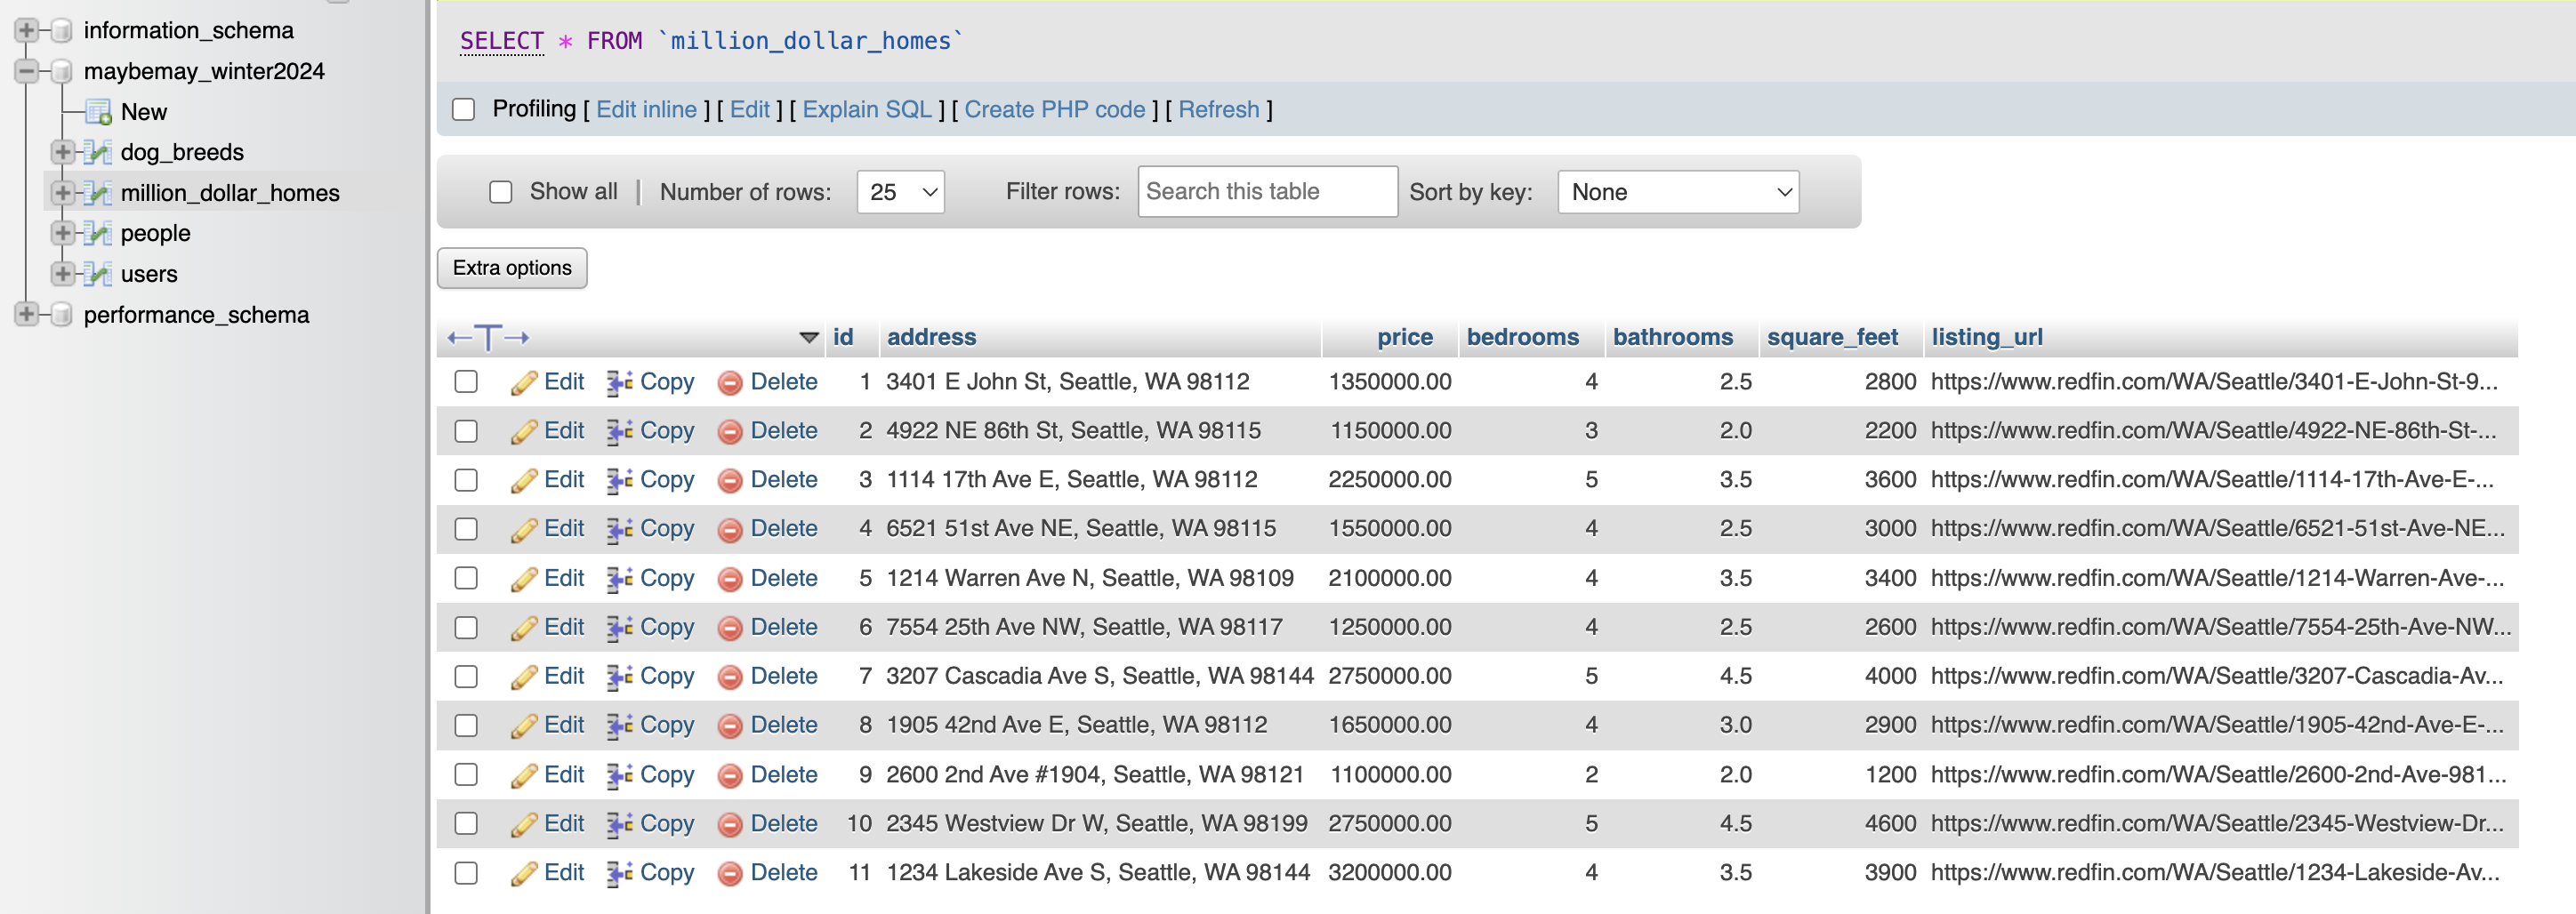 information_schema
maybemay_winter2024
New
dog_breeds
million_dollar_homes
people
users
performance_schema
SELECT * FROM `million_dollar_homes`
Profiling [ Edit inline ] [ Edit ] [ Explain SQL ] [ Create PHP code ] [ Refresh ]
Show all | Number of rows: 25 Filter rows: Search this table Sort by key: None
Extra options
id address price bedrooms bathrooms square_feet listing_url
Edit Copy Delete 1 3401 E John St, Seattle, WA 98112 1350000.00 4 2.5 2800 https://www.redfin.com/WA/Seattle/3401-E-John-St-9...
Edit Copy Delete 2 4922 NE 86th St, Seattle, WA 98115 1150000.00 3 2.0 2200 https://www.redfin.com/WA/Seattle/4922-NE-86th-St-...
Edit Copy Delete 3 1114 17th Ave E, Seattle, WA 98112 2250000.00 5 3.5 3600 https://www.redfin.com/WA/Seattle/1114-17th-Ave-E-...
Edit Copy Delete 4 6521 51st Ave NE, Seattle, WA 98115 1550000.00 4 2.5 3000 https://www.redfin.com/WA/Seattle/6521-51st-Ave-NE...
Edit Copy Delete 5 1214 Warren Ave N, Seattle, WA 98109 2100000.00 4 3.5 3400 https://www.redfin.com/WA/Seattle/1214-Warren-Ave-...
Edit Copy Delete 6 7554 25th Ave NW, Seattle, WA 98117 1250000.00 4 2.5 2600 https://www.redfin.com/WA/Seattle/7554-25th-Ave-NW...
Edit Copy Delete 7 3207 Cascadia Ave S, Seattle, WA 98144 2750000.00 5 4.5 4000 https://www.redfin.com/WA/Seattle/3207-Cascadia-Av...
Edit Copy Delete 8 1905 42nd Ave E, Seattle, WA 98112 1650000.00 4 3.0 2900 https://www.redfin.com/WA/Seattle/1905-42nd-Ave-E-...
Edit Copy Delete 9 2600 2nd Ave #1904, Seattle, WA 98121 1100000.00 2 2.0 1200 https://www.redfin.com/WA/Seattle/2600-2nd-Ave-981...
Edit Copy Delete 10 2345 Westview Dr W, Seattle, WA 98199 2750000.00 5 4.5 4600 https://www.redfin.com/WA/Seattle/2345-Westview-Dr...
Edit Copy Delete 11 1234 Lakeside Ave S, Seattle, WA 98144 3200000.00 4 3.5 3900 https://www.redfin.com/WA/Seattle/1234-Lakeside-Av...